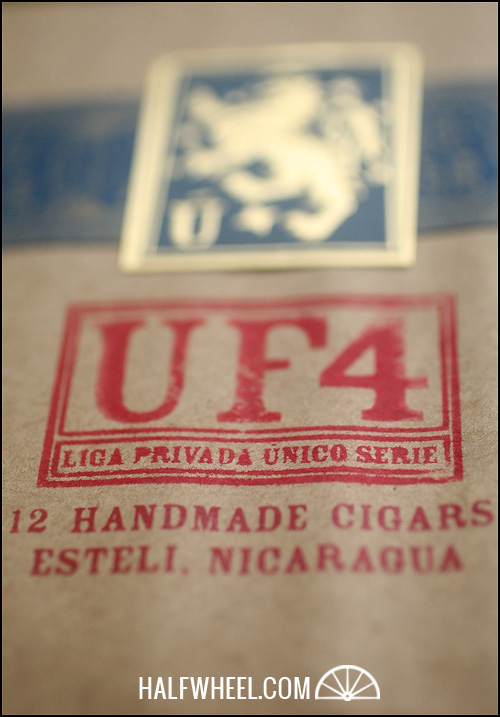 Ú
UF4
LIGA PRIVADA ÚNICO SERIE
12 HANDMADE CIGARS
ESTELI, NICARAGUA
HALFWHEEL.COM